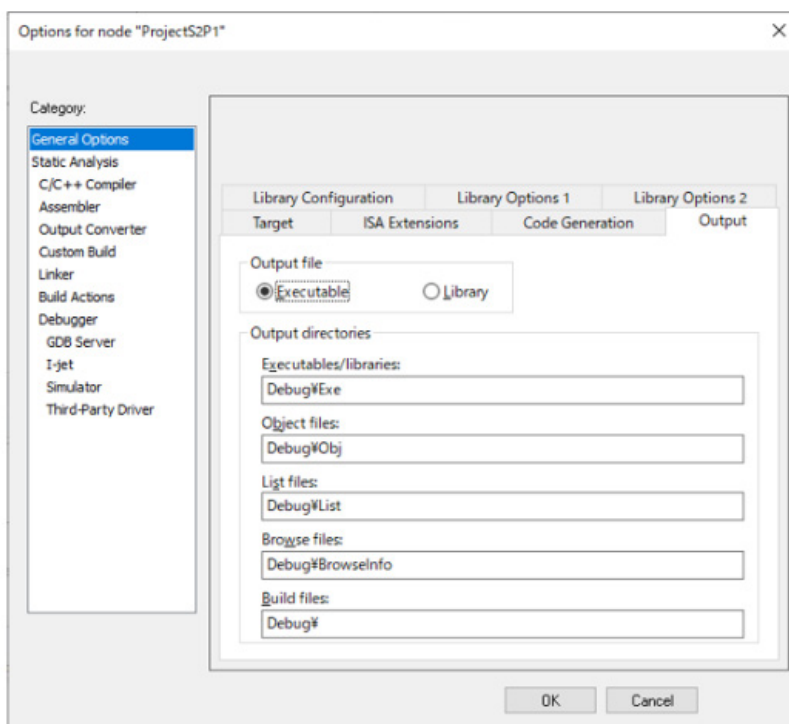 Options for node "ProjectS2P1"
Category:
General Options
Static Analysis
C/C++ Compiler
Assembler
Output Converter
Custom Build
Linker
Build Actions
Debugger
GDB Server
I-jet
Simulator
Third-Party Driver
Library Configuration Library Options 1 Library Options 2
Target ISA Extensions Code Generation Output
Output file
Executable Library
Output directories
Executables/libraries:
Debug¥Exe
Object files:
Debug¥Obj
List files:
Debug¥List
Browse files:
Debug¥BrowseInfo
Build files:
Debug¥
OK Cancel